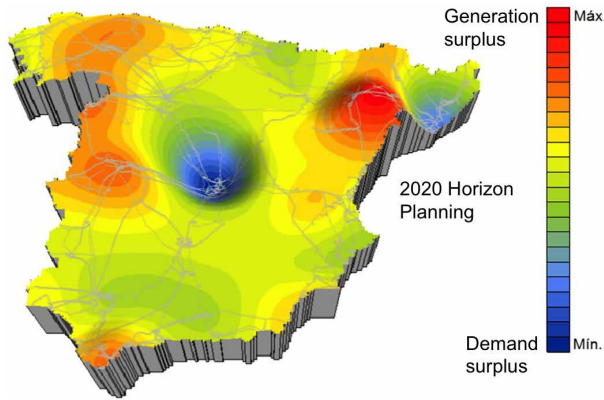 Generation
surplus
Máx.
2020 Horizon
Planning
Demand
surplus
Mín.